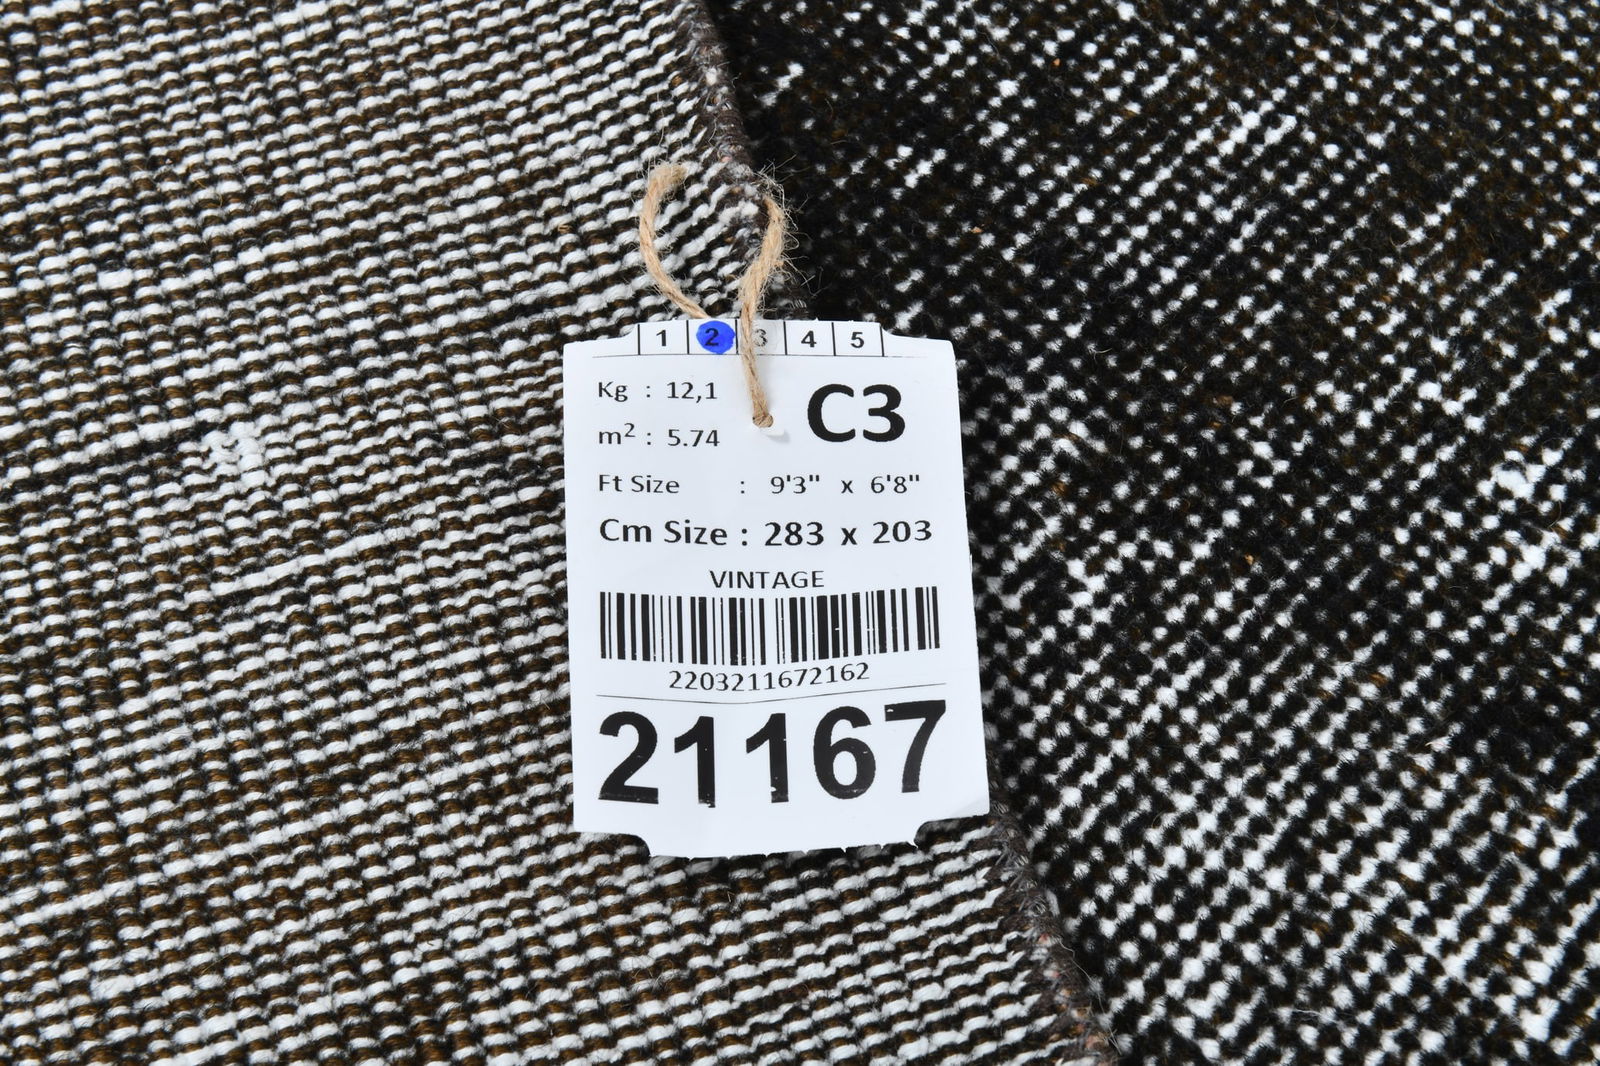 1 2 3 4 5
Kg : 12,1
C3
m² : 5.74
Ft Size : 9'3" x 6'8"
Cm Size : 283 x 203
VINTAGE
2203211672162
21167